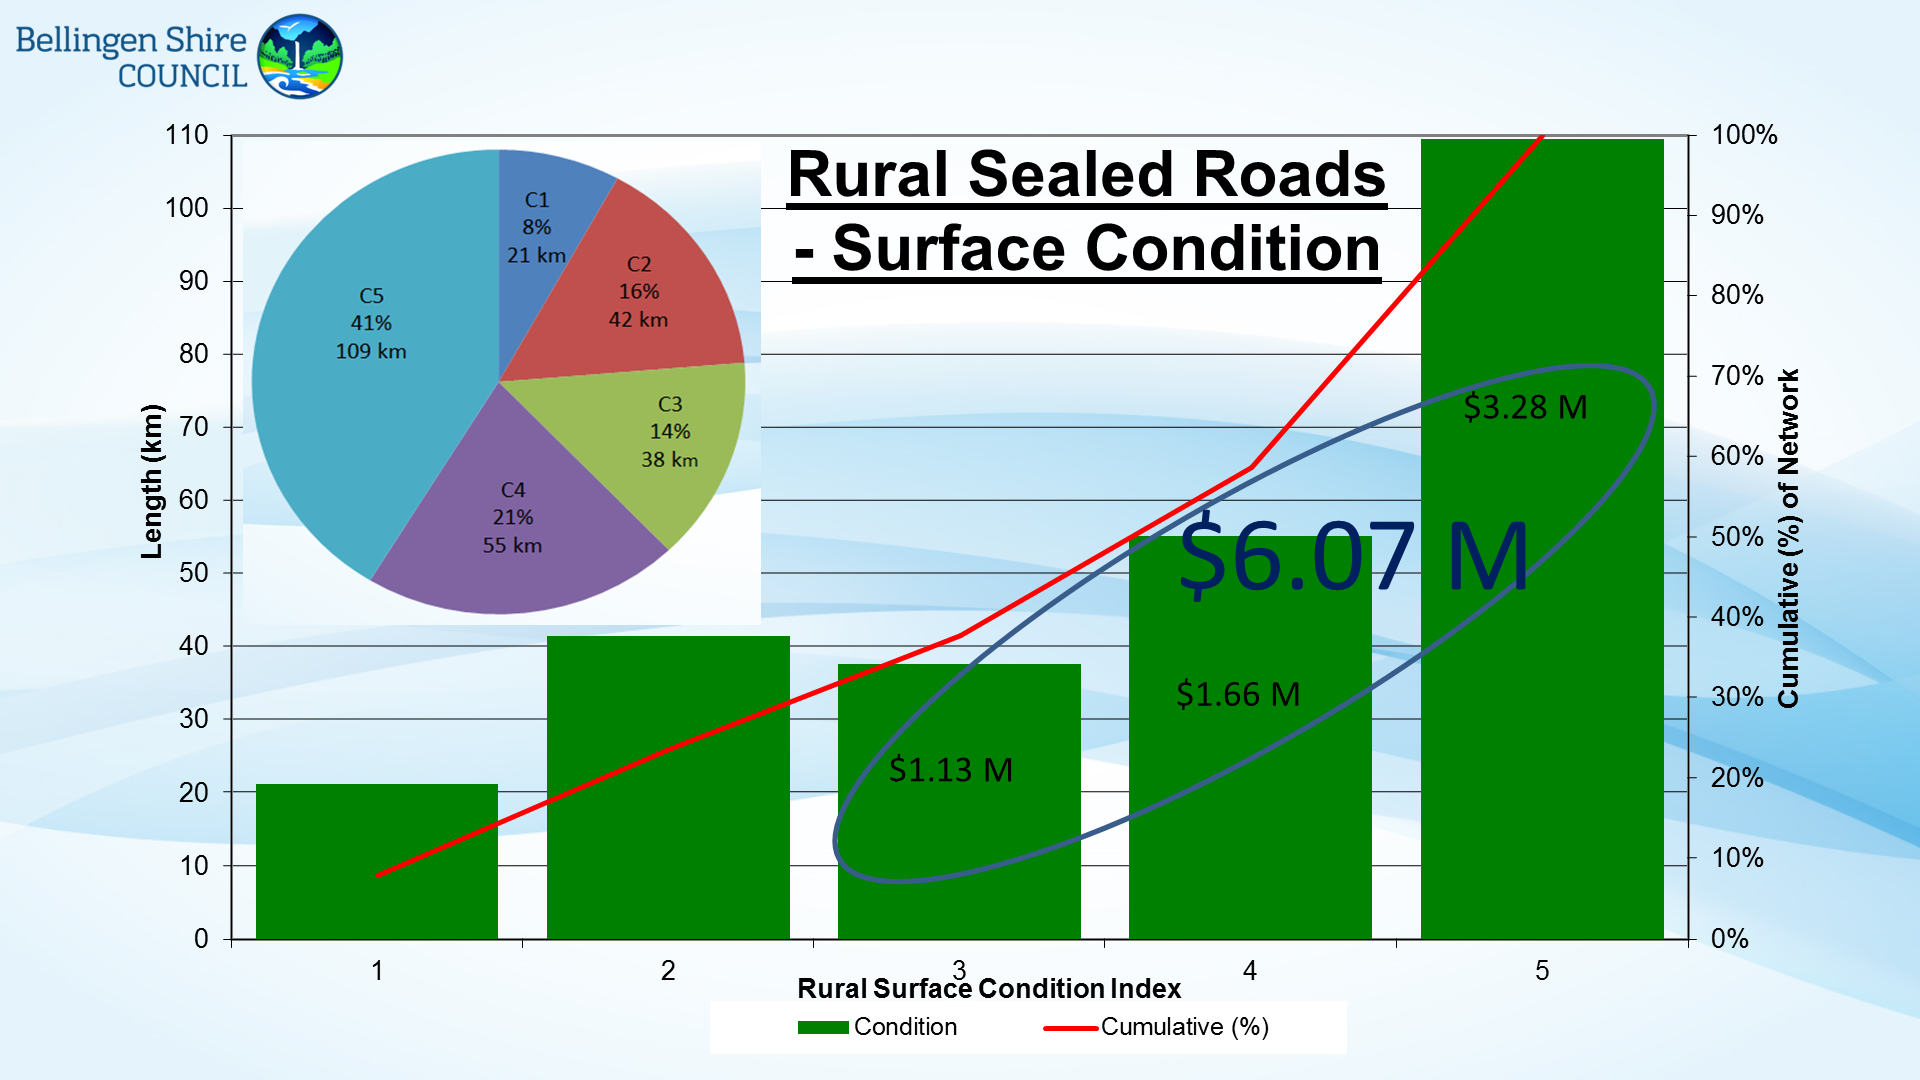 Bellingen Shire
COUNCIL
Rural Sealed Roads
- Surface Condition
110
100
90
80
70
60
50
40
30
20
10
0
Length (km)
C1
8%
21 km
C2
16%
42 km
C3
14%
38 km
C4
21%
55 km
C5
41%
109 km
$1.13 M
$1.66 M
$3.28 M
$6.07 M
100%
90%
80%
70%
60%
50%
40%
30%
20%
10%
0%
Cumulative (%) of Network
1
2
3
4
5
Rural Surface Condition Index
Condition
Cumulative (%)